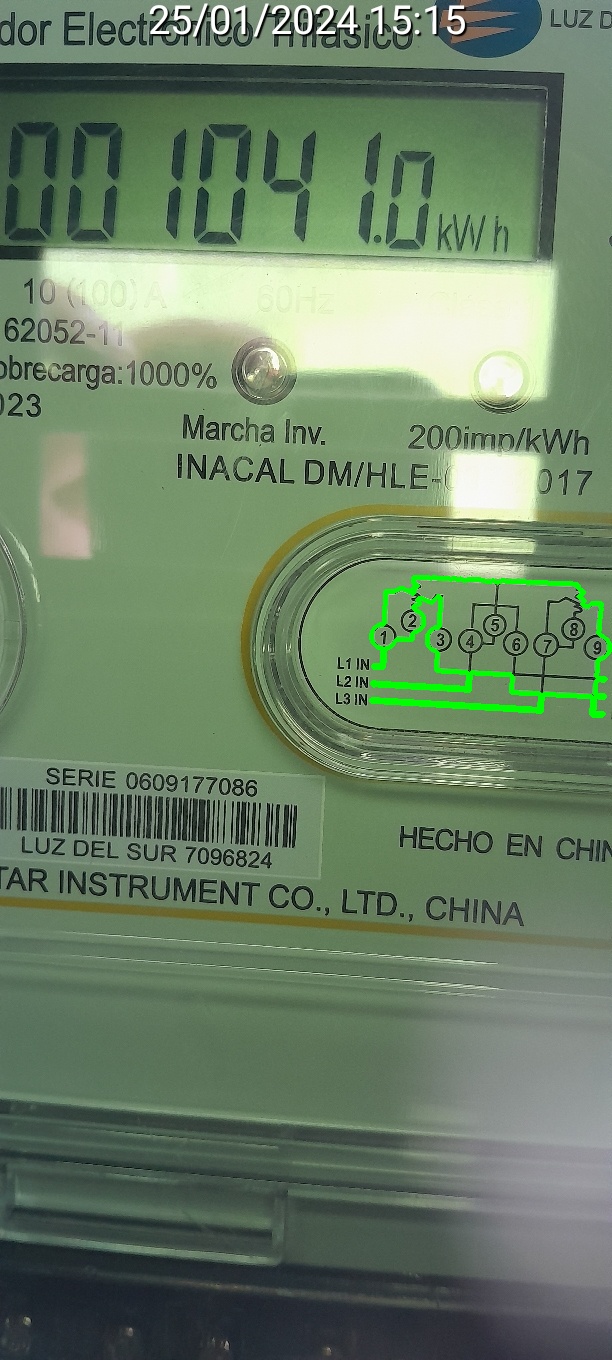 25/01/2024 15:15
dor Electrónico Trifásico
LUZ D
001041.0 kWh
10 (100) A 60Hz
62052-11
obrecarga:1000%
023
Marcha Inv.
200imp/kWh
INACAL DM/HLE- 017
1 2 3 4 5 6 7 8 9
L1 IN
L2 IN
L3 IN
SERIE 0609177086
LUZ DEL SUR 7096824
HECHO EN CHIN
TAR INSTRUMENT CO., LTD., CHINA